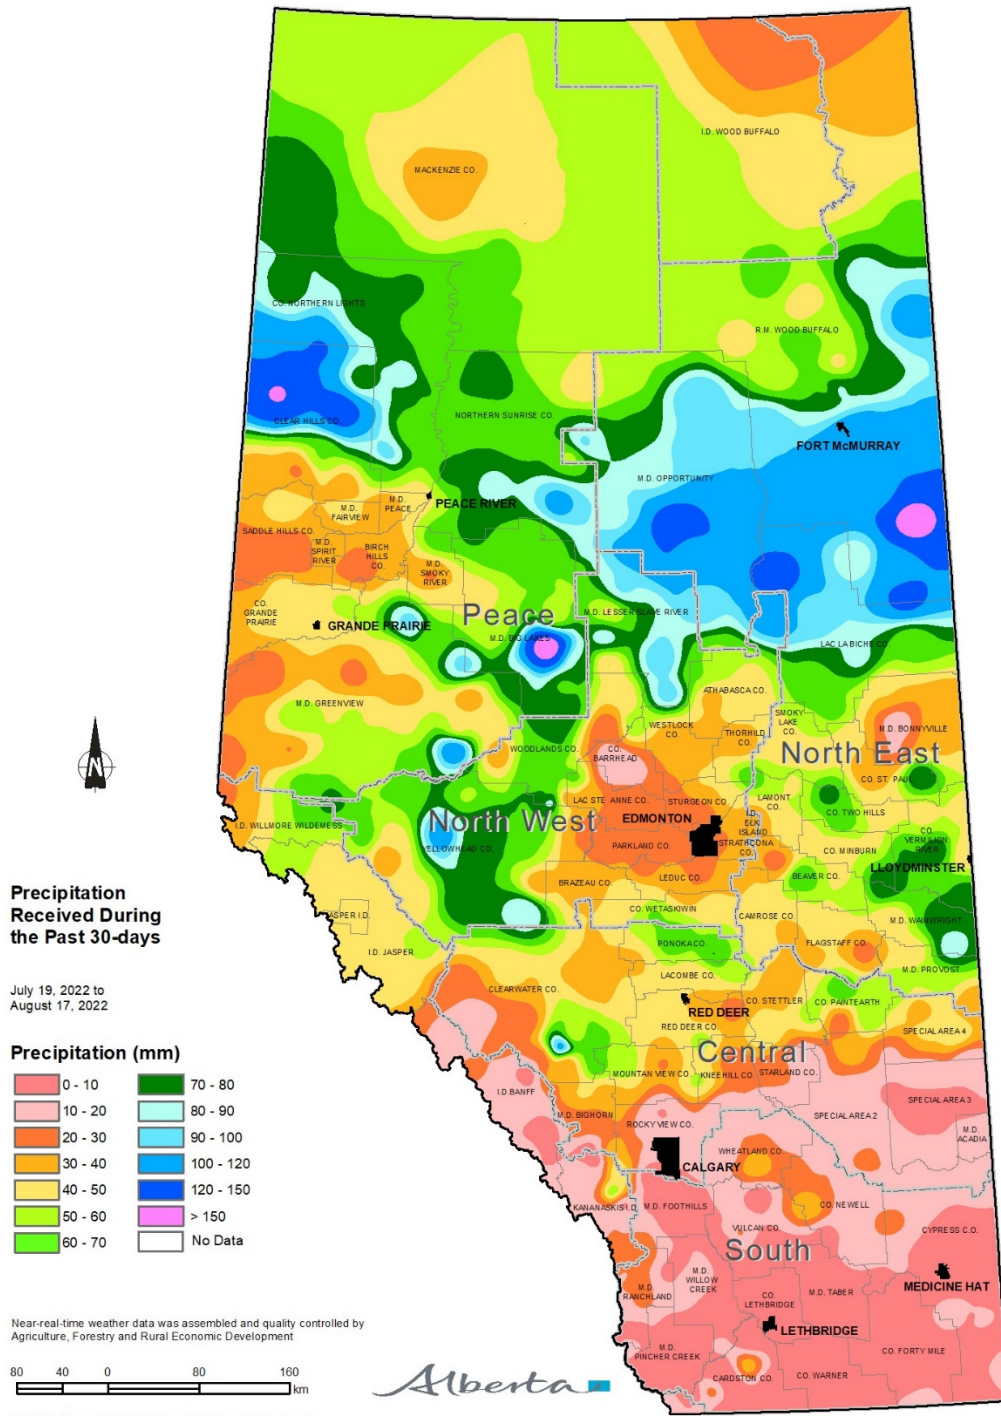 I.D. WOOD BUFFALO
MACKENZIE CO.
CO. NORTHERN LIGHTS
R.M. WOOD BUFFALO
CLEAR HILLS CO.
NORTHERN SUNRISE CO.
FORT McMURRAY
M.D. OPPORTUNITY
M.D.
PEACE
PEACE RIVER
M.D.
FAIRVIEW
SADDLE HILLS CO.
M.D.
SPIRIT
RIVER
BIRCH
HILLS
CO.
M.D.
SMOKY
RIVER
CO.
GRANDE
PRAIRIE
GRANDE PRAIRIE
Peace
M.D. BIG LAKES
M.D. LESSER SLAVE RIVER
LAC LA BICHE CO.
M.D. GREENVIEW
ATHABASCA CO.
WESTLOCK
CO.
THORHILD
CO.
SMOKY
LAKE
CO.
M.D. BONNYVILLE
WOODLANDS CO.
CO.
BARRHEAD
North East
CO. ST. PAUL
LAC STE ANNE CO.
STURGEON CO.
LAMONT
CO.
CO. TWO HILLS
I.D. WILLMORE WILDERNESS
North West
EDMONTON
I.D.
ELK
ISLAND
YELLOWHEAD CO.
PARKLAND CO.
STRATHCONA
CO.
CO. MINBURN
CO.
VERMILION
RIVER
LLOYDMINSTER
BRAZEAU CO.
LEDUC CO.
BEAVER CO.
Precipitation
Received During
the Past 30-days
JASPER I.D.
CO. WETASKIWIN
CAMROSE CO.
M.D. WAINWRIGHT
I.D. JASPER
PONOKA CO.
FLAGSTAFF CO.
July 19, 2022 to
August 17, 2022
CLEARWATER CO.
LACOMBE CO.
M.D. PROVOST
RED DEER
CO. STETTLER
CO. PAINTEARTH
RED DEER CO.
SPECIAL AREA 4
Central
Precipitation (mm)
0 - 10
70 - 80
10 - 20
80 - 90
20 - 30
90 - 100
30 - 40
100 - 120
40 - 50
120 - 150
50 - 60
> 150
60 - 70
No Data
MOUNTAIN VIEW CO.
KNEEHILL CO.
STARLAND CO.
I.D. BANFF
M.D. BIGHORN
ROCKY VIEW CO.
SPECIAL AREA 2
SPECIAL AREA 3
M.D.
ACADIA
CALGARY
WHEATLAND CO.
KANANASKIS I.D.
M.D. FOOTHILLS
CO. NEWELL
VULCAN CO.
CYPRESS CO.
South
M.D.
RANCHLAND
M.D.
WILLOW
CREEK
CO.
LETHBRIDGE
M.D. TABER
MEDICINE HAT
LETHBRIDGE
M.D.
PINCHER CREEK
CO. FORTY MILE
CARDSTON CO.
CO. WARNER
Near-real-time weather data was assembled and quality controlled by
Agriculture, Forestry and Rural Economic Development
80 40 0 80 160
km
N
Alberta